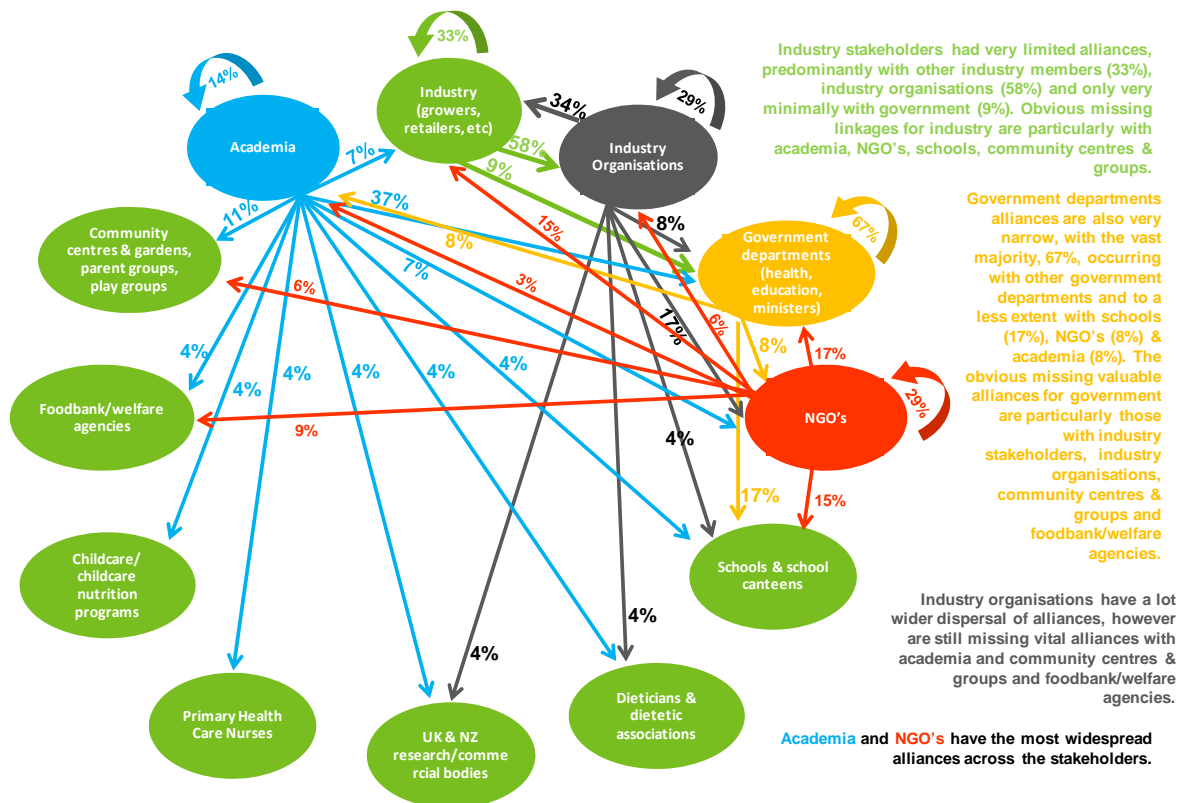 33%
14%
29%
Industry
(growers,
retailers, etc)
34%
Academia
Industry
Organisations
7%
58%
9%
11%
37%
15%
8%
8%
67%
Community
centres & gardens,
parent groups,
play groups
Government
departments
(health,
education,
ministers)
7%
3%
6%
6%
17%
8%
17%
4%
4%
4%
4%
4%
4%
29%
Foodbank/welfare
agencies
NGO's
9%
4%
17%
15%
Childcare/
childcare
nutrition
programs
Schools & school
canteens
4%
4%
Primary Health
Care Nurses
UK & NZ
research/comme
rcial bodies
Dieticians &
dietetic
associations
Industry stakeholders had very limited alliances,
predominantly with other industry members (33%),
industry organisations (58%) and only very
minimally with government (9%). Obvious missing
linkages for industry are particularly with
academia, NGO's, schools, community centres &
groups.
Government departments
alliances are also very
narrow, with the vast
majority, 67%, occurring
with other government
departments and to a
less extent with schools
(17%), NGO's (8%) &
academia (8%). The
obvious missing valuable
alliances for government
are particularly those
with industry
stakeholders, industry
organisations,
community centres &
groups and
foodbank/welfare
agencies.
Industry organisations have a lot
wider dispersal of alliances, however
are still missing vital alliances with
academia and community centres &
groups and foodbank/welfare
agencies.
Academia and NGO's have the most widespread
alliances across the stakeholders.